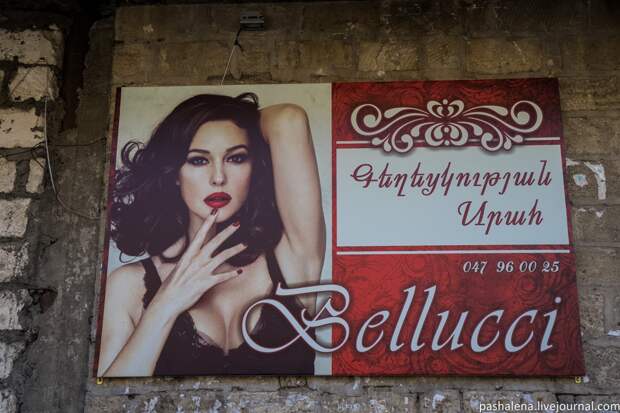 Գեղեցկության
Սրահ
047 96 00 25
Bellucci
pashalena.livejournal.com